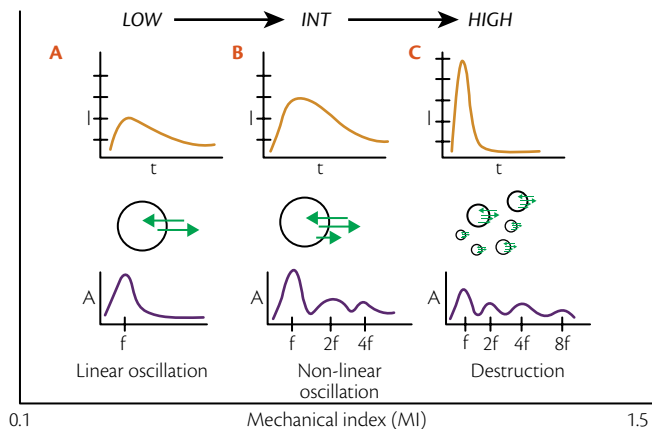 LOW INT HIGH
A B C
I I I
t t t
A A A
f f 2f 4f f 2f 4f 8f
Linear oscillation Non-linear oscillation Destruction
0.1 Mechanical index (MI) 1.5